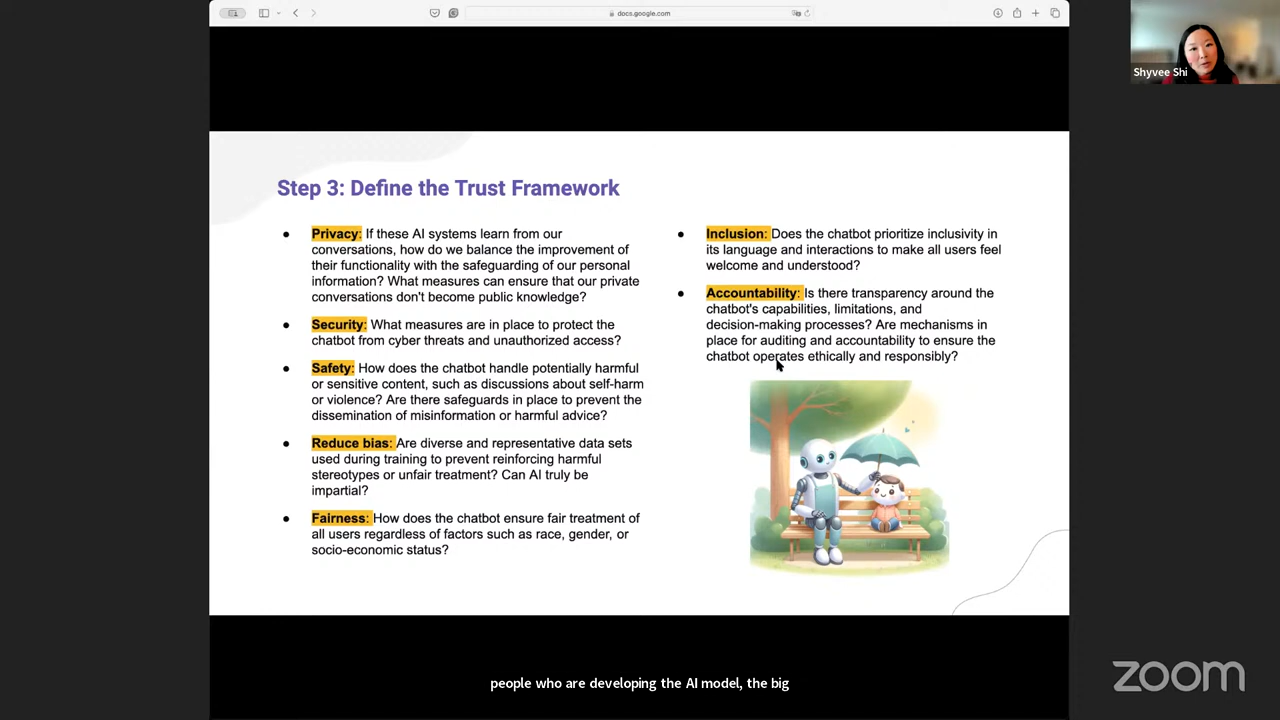 docs.google.com
Shyvee Shi
Step 3: Define the Trust Framework
● Privacy: If these AI systems learn from our
conversations, how do we balance the improvement of
their functionality with the safeguarding of our personal
information? What measures can ensure that our private
conversations don't become public knowledge?
● Security: What measures are in place to protect the
chatbot from cyber threats and unauthorized access?
● Safety: How does the chatbot handle potentially harmful
or sensitive content, such as discussions about self-harm
or violence? Are there safeguards in place to prevent the
dissemination of misinformation or harmful advice?
● Reduce bias: Are diverse and representative data sets
used during training to prevent reinforcing harmful
stereotypes or unfair treatment? Can AI truly be
impartial?
● Fairness: How does the chatbot ensure fair treatment of
all users regardless of factors such as race, gender, or
socio-economic status?
● Inclusion: Does the chatbot prioritize inclusivity in
its language and interactions to make all users feel
welcome and understood?
● Accountability: Is there transparency around the
chatbot's capabilities, limitations, and
decision-making processes? Are mechanisms in
place for auditing and accountability to ensure the
chatbot operates ethically and responsibly?
people who are developing the AI model, the big
zoom